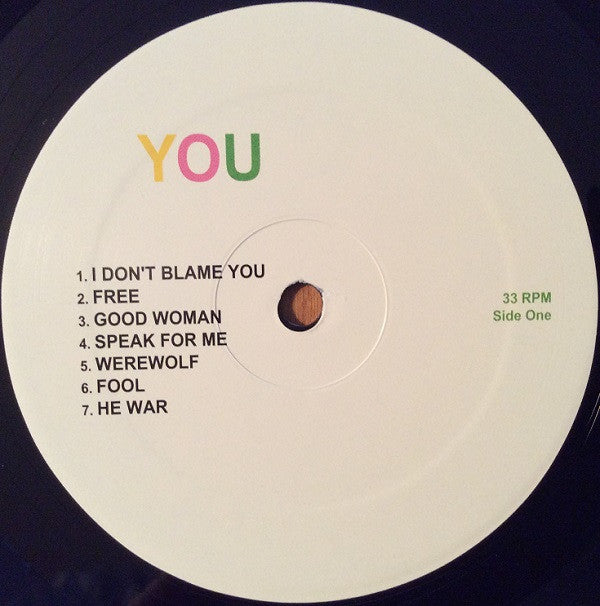 YOU
1. I DON'T BLAME YOU
2. FREE
3. GOOD WOMAN
4. SPEAK FOR ME
5. WEREWOLF
6. FOOL
7. HE WAR
33 RPM
Side One